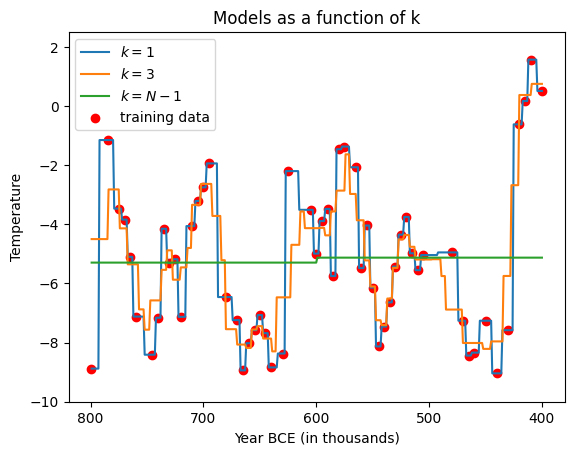 Models as a function of k
k = 1
k = 3
k = N − 1
training data
Temperature
2
0
−2
−4
−6
−8
−10
800 700 600 500 400
Year BCE (in thousands)